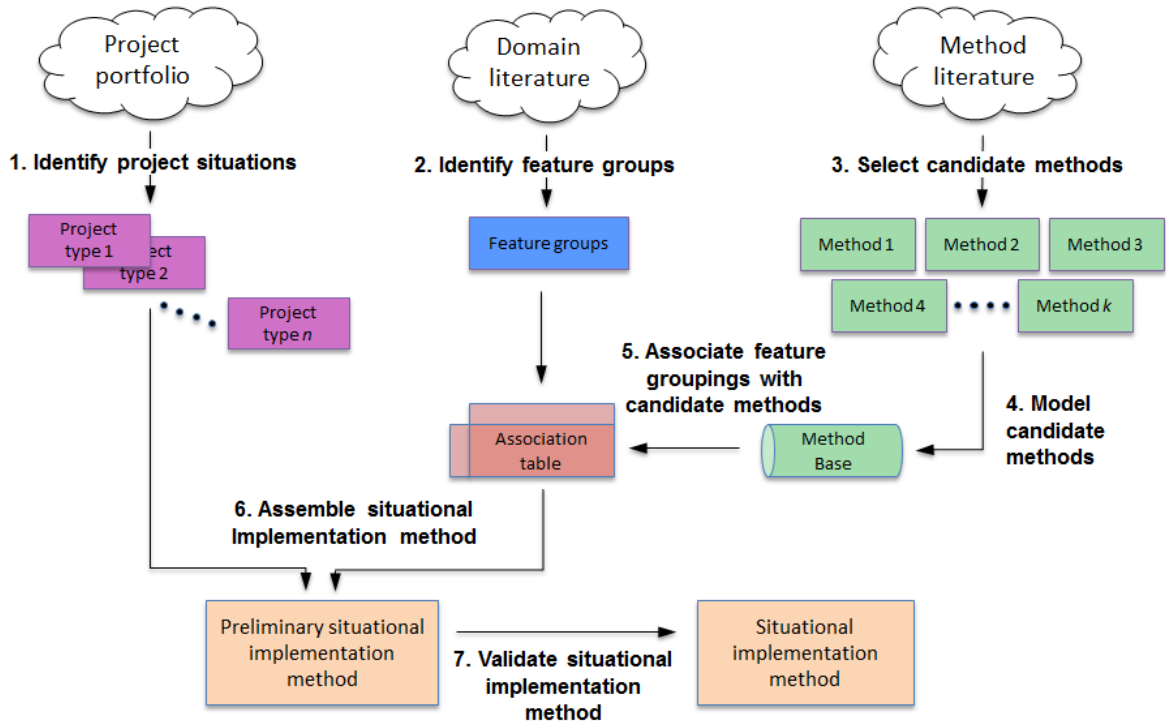 Project
portfolio
Domain
literature
Method
literature
1. Identify project situations
2. Identify feature groups
3. Select candidate methods
Project
type 1
ject
type 2
Project
type n
Feature groups
Method 1
Method 2
Method 3
Method 4
Method k
5. Associate feature
groupings with
candidate methods
4. Model
candidate
methods
Association
table
Method
Base
6. Assemble situational
Implementation method
Preliminary situational
implementation
method
7. Validate situational
implementation
method
Situational
implementation
method